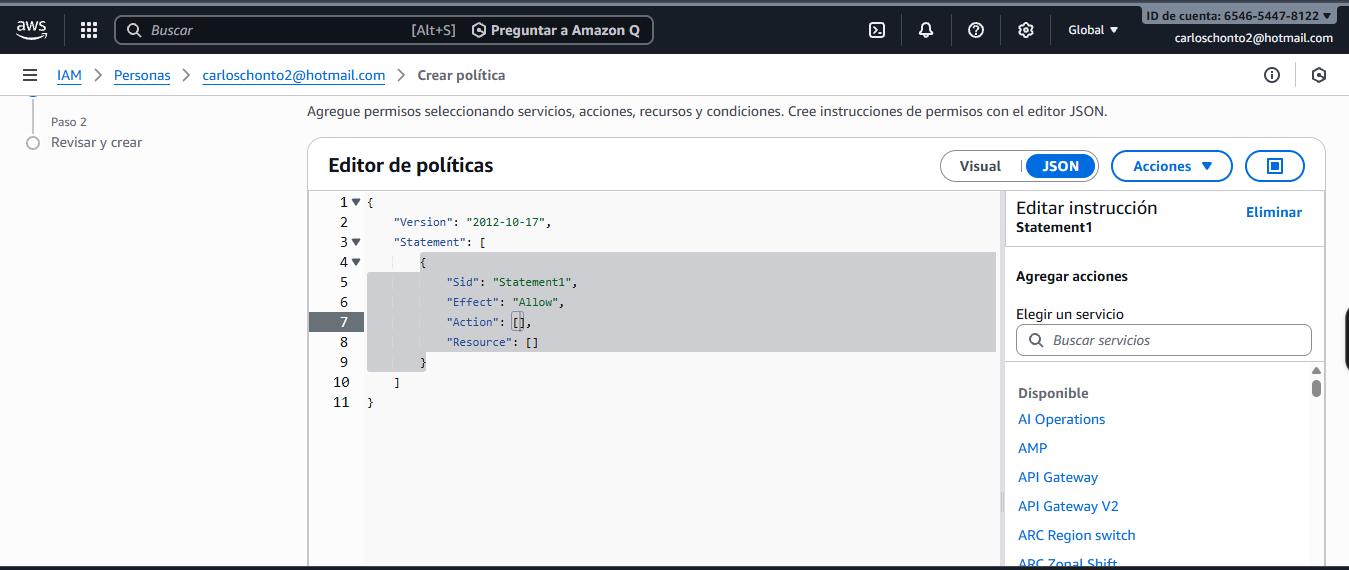 aws
Buscar
[Alt+S]
Preguntar a Amazon Q
Global
ID de cuenta: 6546-5447-8122
carloschonto2@hotmail.com
IAM
Personas
carloschonto2@hotmail.com
Crear política
Paso 2
Revisar y crear
Agregue permisos seleccionando servicios, acciones, recursos y condiciones. Cree instrucciones de permisos con el editor JSON.
Editor de políticas
Visual
JSON
Acciones
1 {
2 "Version": "2012-10-17",
3 "Statement": [
4 {
5 "Sid": "Statement1",
6 "Effect": "Allow",
7 "Action": [],
8 "Resource": []
9 }
10 ]
11 }
Editar instrucción
Statement1
Eliminar
Agregar acciones
Elegir un servicio
Buscar servicios
Disponible
AI Operations
AMP
API Gateway
API Gateway V2
ARC Region switch
ARC Zonal Shift